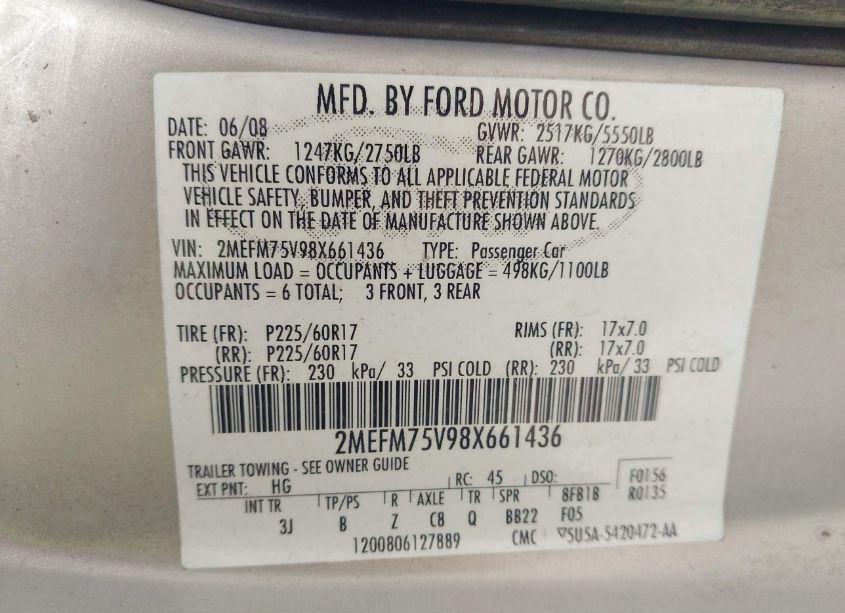 MFD. BY FORD MOTOR CO.
DATE: 06/08 GVWR: 2517KG/5550LB
FRONT GAWR: 1247KG/2750LB REAR GAWR: 1270KG/2800LB
THIS VEHICLE CONFORMS TO ALL APPLICABLE FEDERAL MOTOR
VEHICLE SAFETY, BUMPER, AND THEFT PREVENTION STANDARDS
IN EFFECT ON THE DATE OF MANUFACTURE SHOWN ABOVE.
VIN: 2MEFM75V98X661436 TYPE: Passenger Car
MAXIMUM LOAD = OCCUPANTS + LUGGAGE = 498KG/1100LB
OCCUPANTS = 6 TOTAL; 3 FRONT, 3 REAR
TIRE (FR): P225/60R17 RIMS (FR): 17x7.0
(RR): P225/60R17 (RR): 17x7.0
PRESSURE (FR): 230 kPa/ 33 PSI COLD (RR): 230 kPa/ 33 PSI COLD
2MEFM75V98X661436
TRAILER TOWING - SEE OWNER GUIDE
EXT PNT: HG RC: 45 DSO: F0156
INT TR TP/PS R AXLE TR SPR 8FB1B R0135
3J B Z C8 Q BB22 F05
1200806127889 CMC 5U5A-5420472-AA